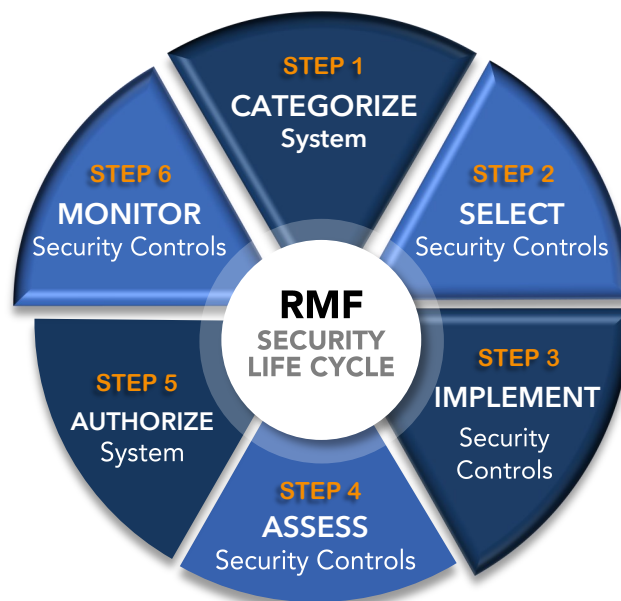 STEP 1
CATEGORIZE
System
STEP 2
SELECT
Security Controls
STEP 3
IMPLEMENT
Security
Controls
STEP 4
ASSESS
Security Controls
STEP 5
AUTHORIZE
System
STEP 6
MONITOR
Security Controls
RMF
SECURITY
LIFE CYCLE